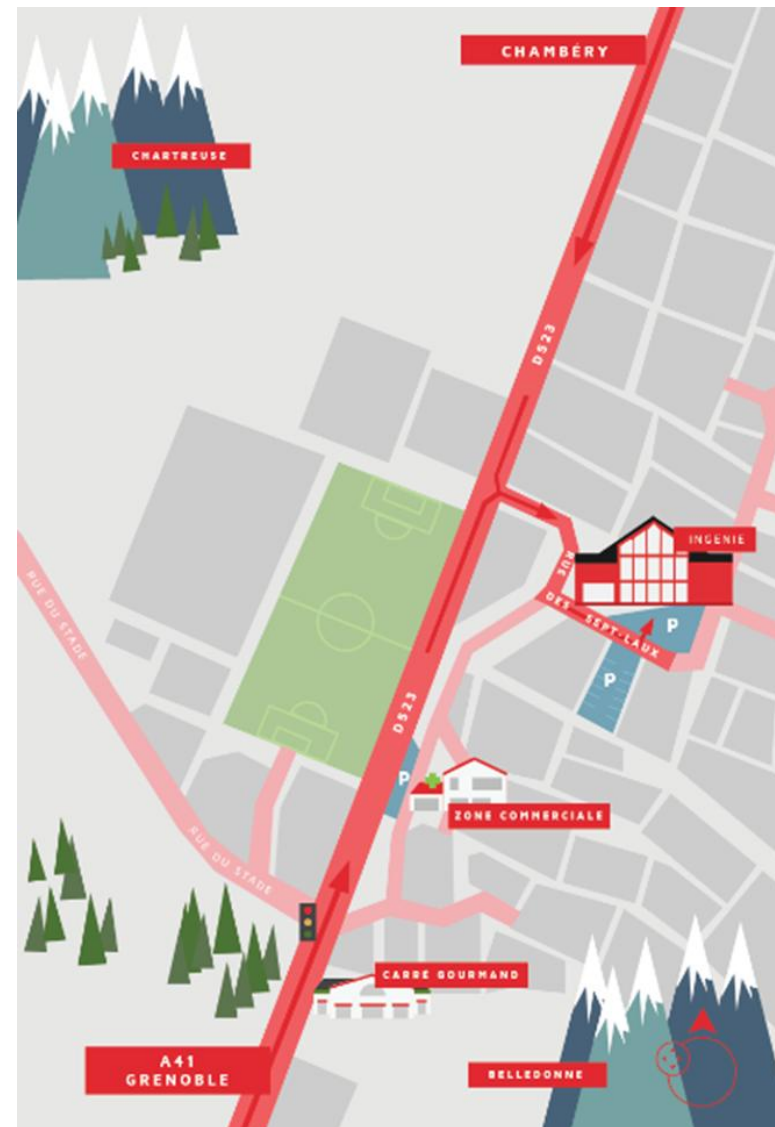 CHAMBÉRY
CHARTREUSE
D523
INGENIE
RUE
DES SEPT-LAUX
P
P
RUE DU STADE
D523
P
ZONE COMMERCIALE
RUE DU STADE
CARRÉ GOURMAND
A41
GRENOBLE
BELLEDONNE